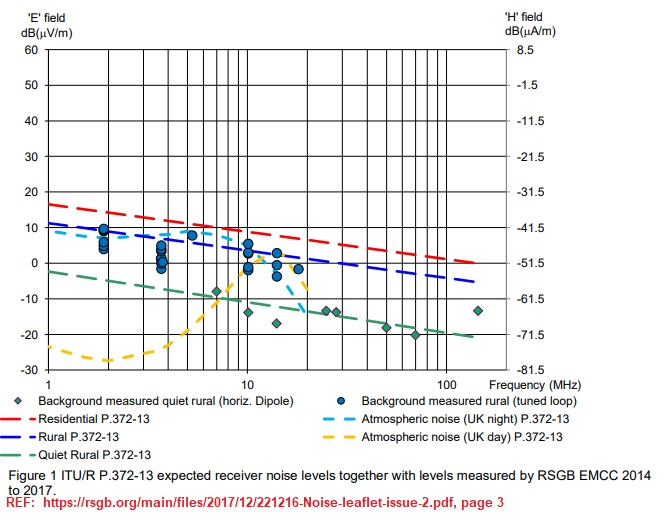 'E' field
dB(µV/m)
'H' field
dB(µA/m)
60
8.5
50
-1.5
40
-11.5
30
-21.5
20
-31.5
10
-41.5
0
-51.5
-10
-61.5
-20
-71.5
-30
-81.5
1
10
100
Frequency (MHz)
Background measured quiet rural (horiz. Dipole)
Background measured rural (tuned loop)
Residential P.372-13
Atmospheric noise (UK night) P.372-13
Rural P.372-13
Atmospheric noise (UK day) P.372-13
Quiet Rural P.372-13
Figure 1 ITU/R P.372-13 expected receiver noise levels together with levels measured by RSGB EMCC 2014
to 2017.
REF: https://rsgb.org/main/files/2017/12/221216-Noise-leaflet-issue-2.pdf, page 3